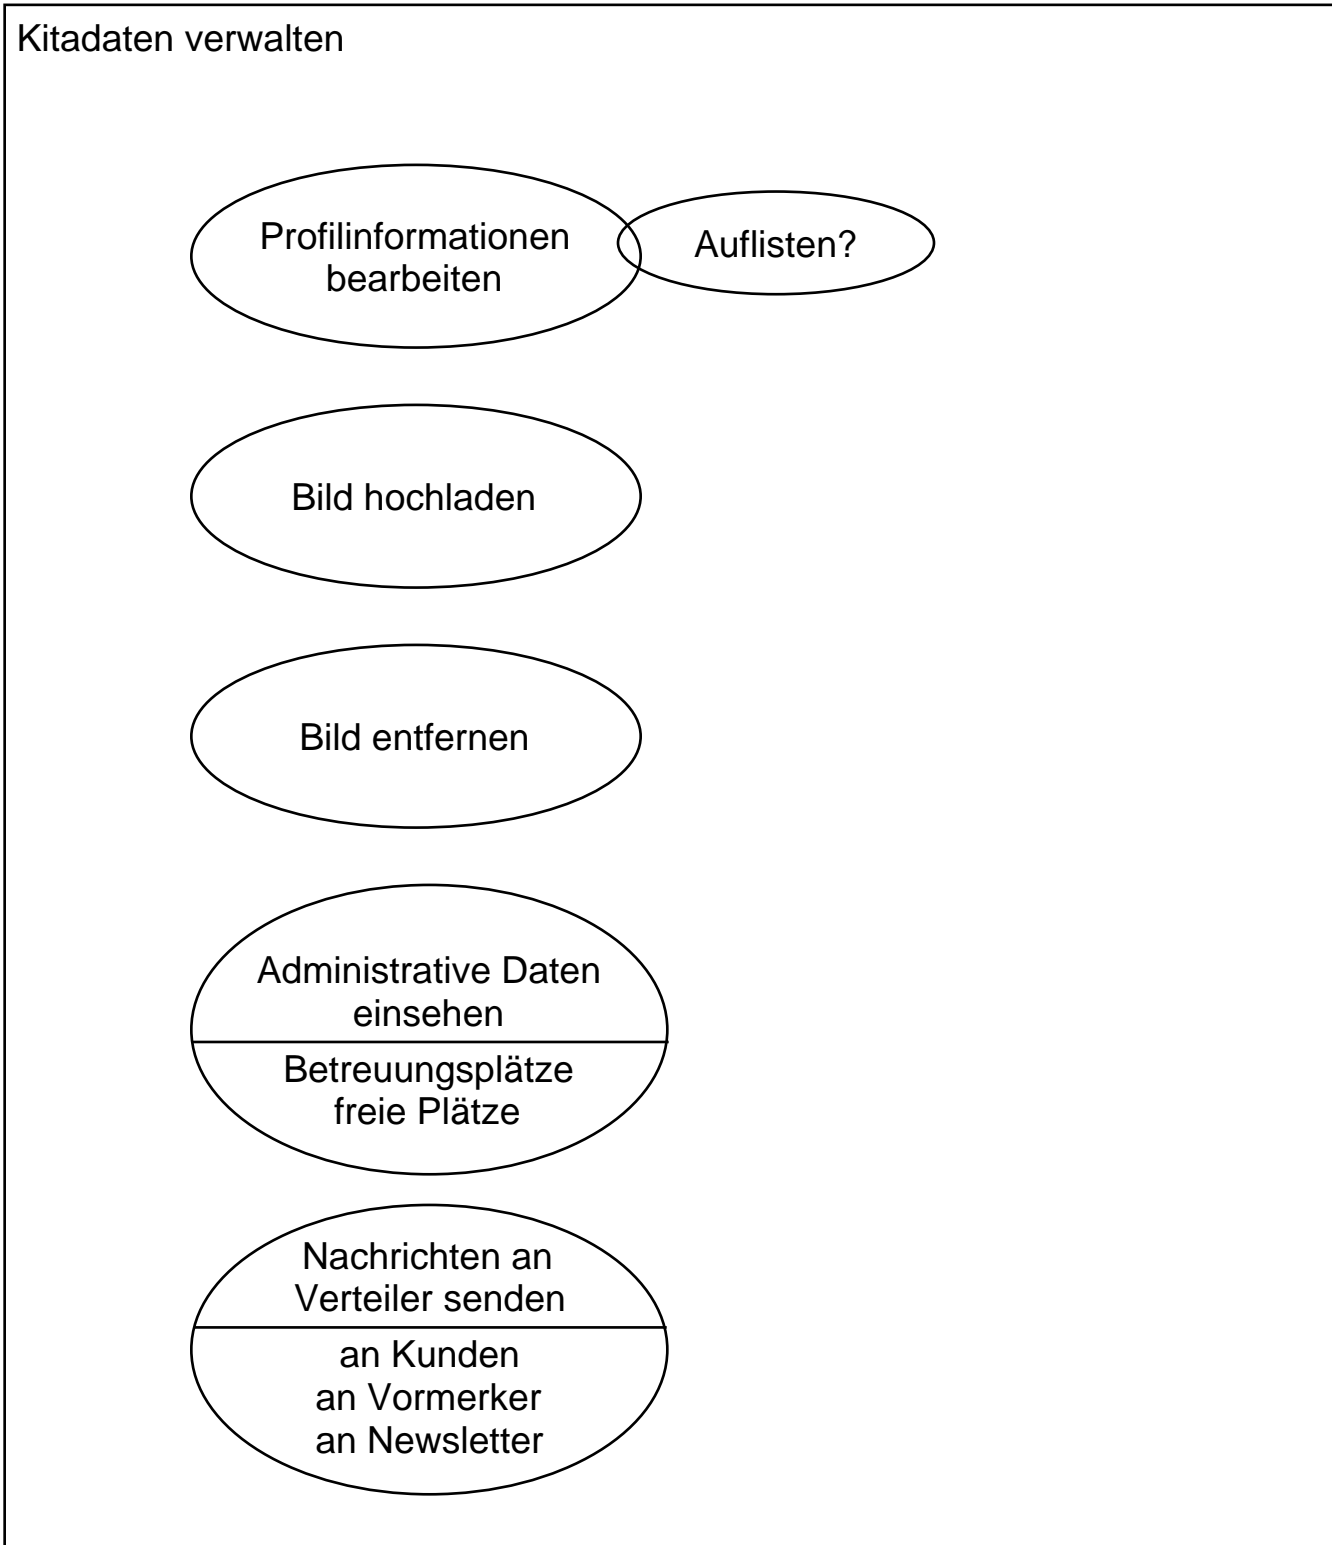 Kitadaten verwalten
Profilinformationen
bearbeiten
Auflisten?
Bild hochladen
Bild entfernen
Administrative Daten
einsehen
Betreuungsplätze
freie Plätze
Nachrichten an
Verteiler senden
an Kunden
an Vormerker
an Newsletter